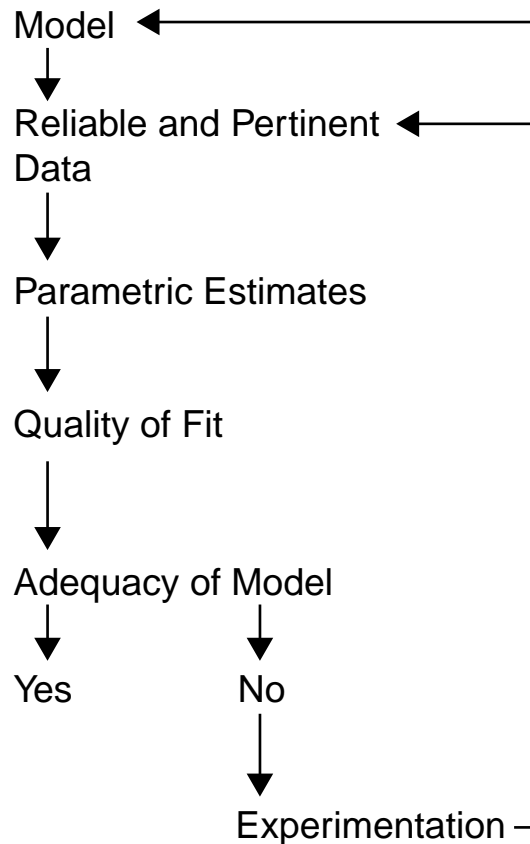 Model
Reliable and Pertinent
Data
Parametric Estimates
Quality of Fit
Adequacy of Model
Yes No
Experimentation